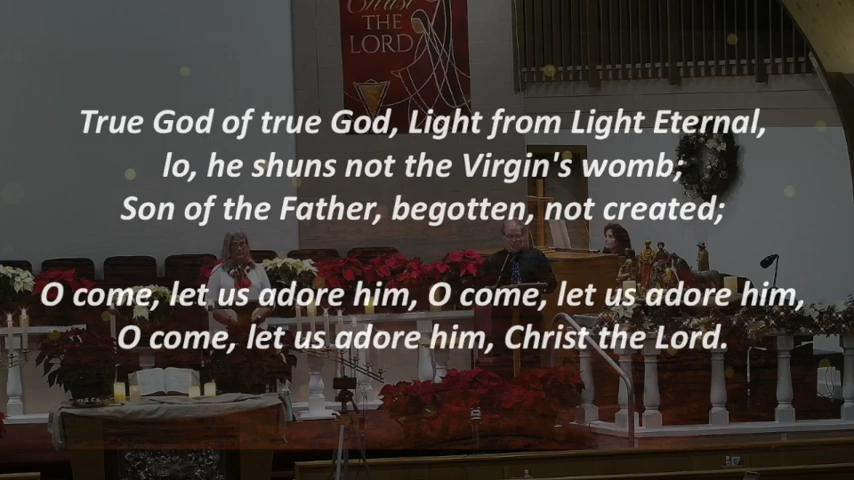 Christ
THE
LORD
True God of true God, Light from Light Eternal,
lo, he shuns not the Virgin's womb;
Son of the Father, begotten, not created;
O come, let us adore him, O come, let us adore him,
O come, let us adore him, Christ the Lord.